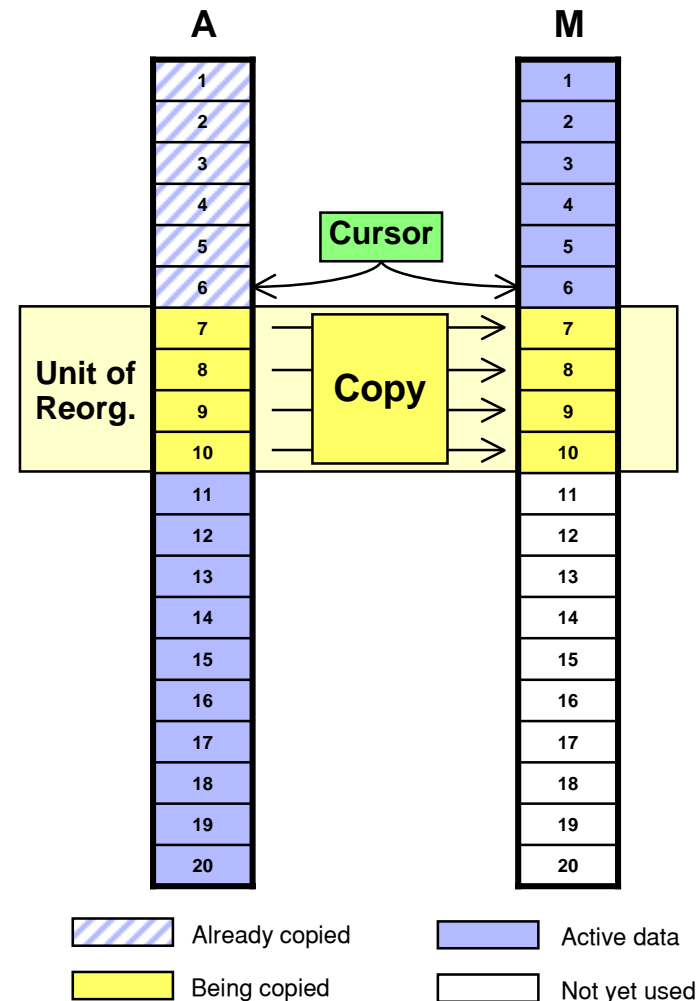 A M
1 1
2 2
3 3
4 4
Cursor
5 5
6 6
7 7
Unit of
Reorg.
8 8
Copy
9 9
10 10
11 11
12 12
13 13
14 14
15 15
16 16
17 17
18 18
19 19
20 20
Already copied Active data
Being copied Not yet used